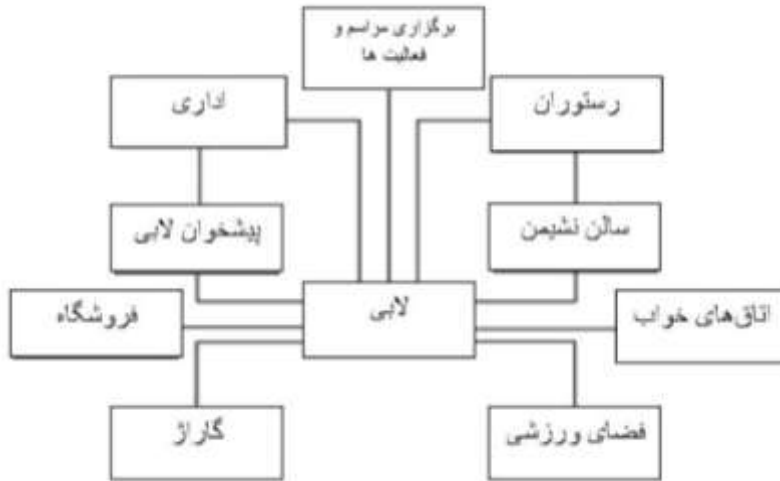 برگزاری مراسم و
فعالیت ها
رستوران
اداری
سالن نشیمن
پیشخوان لابی
لابی
اتاق‌های خواب
فروشگاه
فضای ورزشی
گاراژ